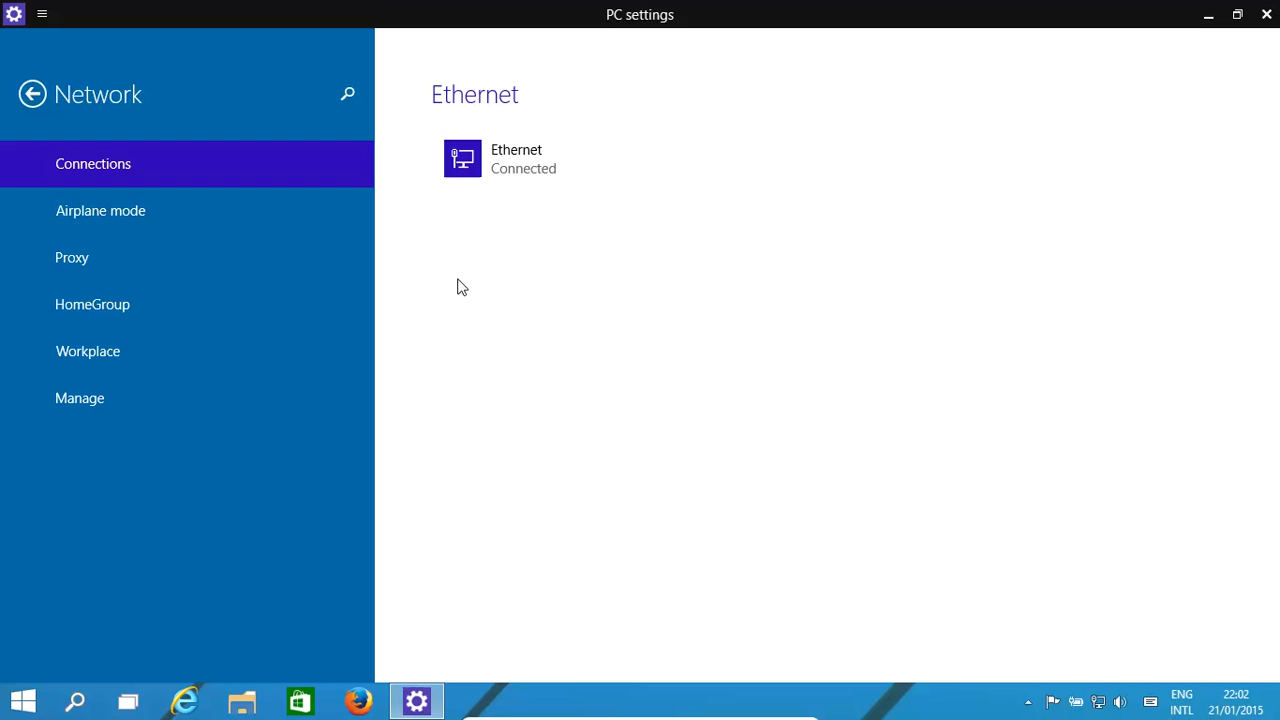 PC settings
Network
Connections
Airplane mode
Proxy
HomeGroup
Workplace
Manage
Ethernet
Ethernet
Connected
ENG
INTL
22:02
21/01/2015